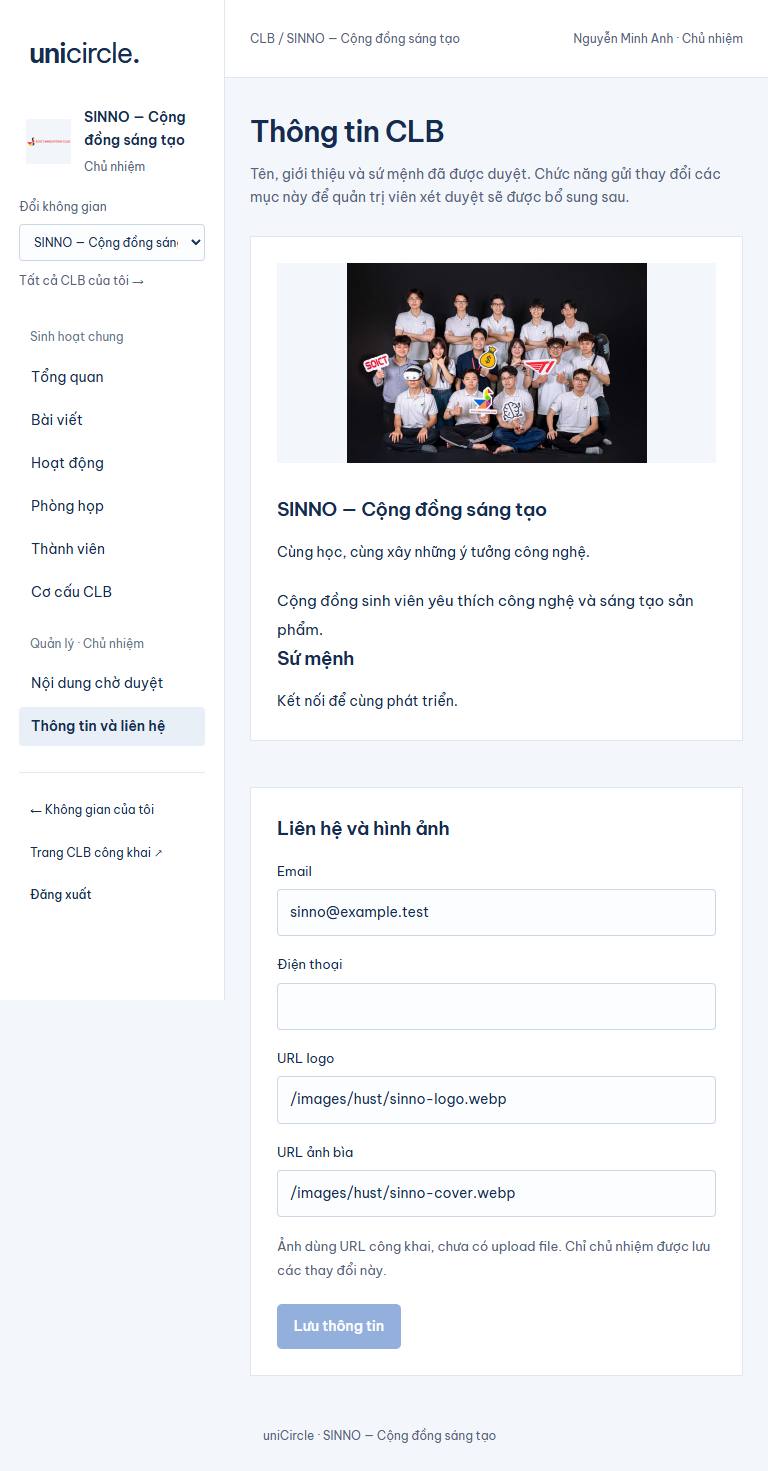 unicircle.
SINNO — Cộng
đồng sáng tạo
Chủ nhiệm
Đổi không gian
SINNO — Cộng đồng sáng
Tất cả CLB của tôi →
Sinh hoạt chung
Tổng quan
Bài viết
Hoạt động
Phòng họp
Thành viên
Cơ cấu CLB
Quản lý · Chủ nhiệm
Nội dung chờ duyệt
Thông tin và liên hệ
← Không gian của tôi
Trang CLB công khai ↗
Đăng xuất
CLB / SINNO — Cộng đồng sáng tạo
Nguyễn Minh Anh · Chủ nhiệm
Thông tin CLB
Tên, giới thiệu và sứ mệnh đã được duyệt. Chức năng gửi thay đổi các
mục này để quản trị viên xét duyệt sẽ được bổ sung sau.
SOICT
SINNO — Cộng đồng sáng tạo
Cùng học, cùng xây những ý tưởng công nghệ.
Cộng đồng sinh viên yêu thích công nghệ và sáng tạo sản
phẩm.
Sứ mệnh
Kết nối để cùng phát triển.
Liên hệ và hình ảnh
Email
sinno@example.test
Điện thoại
URL logo
/images/hust/sinno-logo.webp
URL ảnh bìa
/images/hust/sinno-cover.webp
Ảnh dùng URL công khai, chưa có upload file. Chỉ chủ nhiệm được lưu
các thay đổi này.
Lưu thông tin
uniCircle · SINNO — Cộng đồng sáng tạo